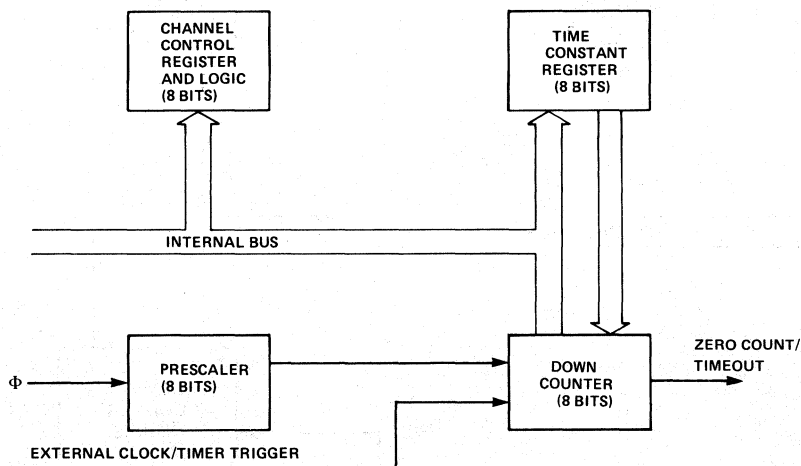 CHANNEL
CONTROL
REGISTER
AND LOGIC
(8 BITS)
TIME
CONSTANT
REGISTER
(8 BITS)
INTERNAL BUS
Φ
PRESCALER
(8 BITS)
DOWN
COUNTER
(8 BITS)
ZERO COUNT/
TIMEOUT
EXTERNAL CLOCK/TIMER TRIGGER